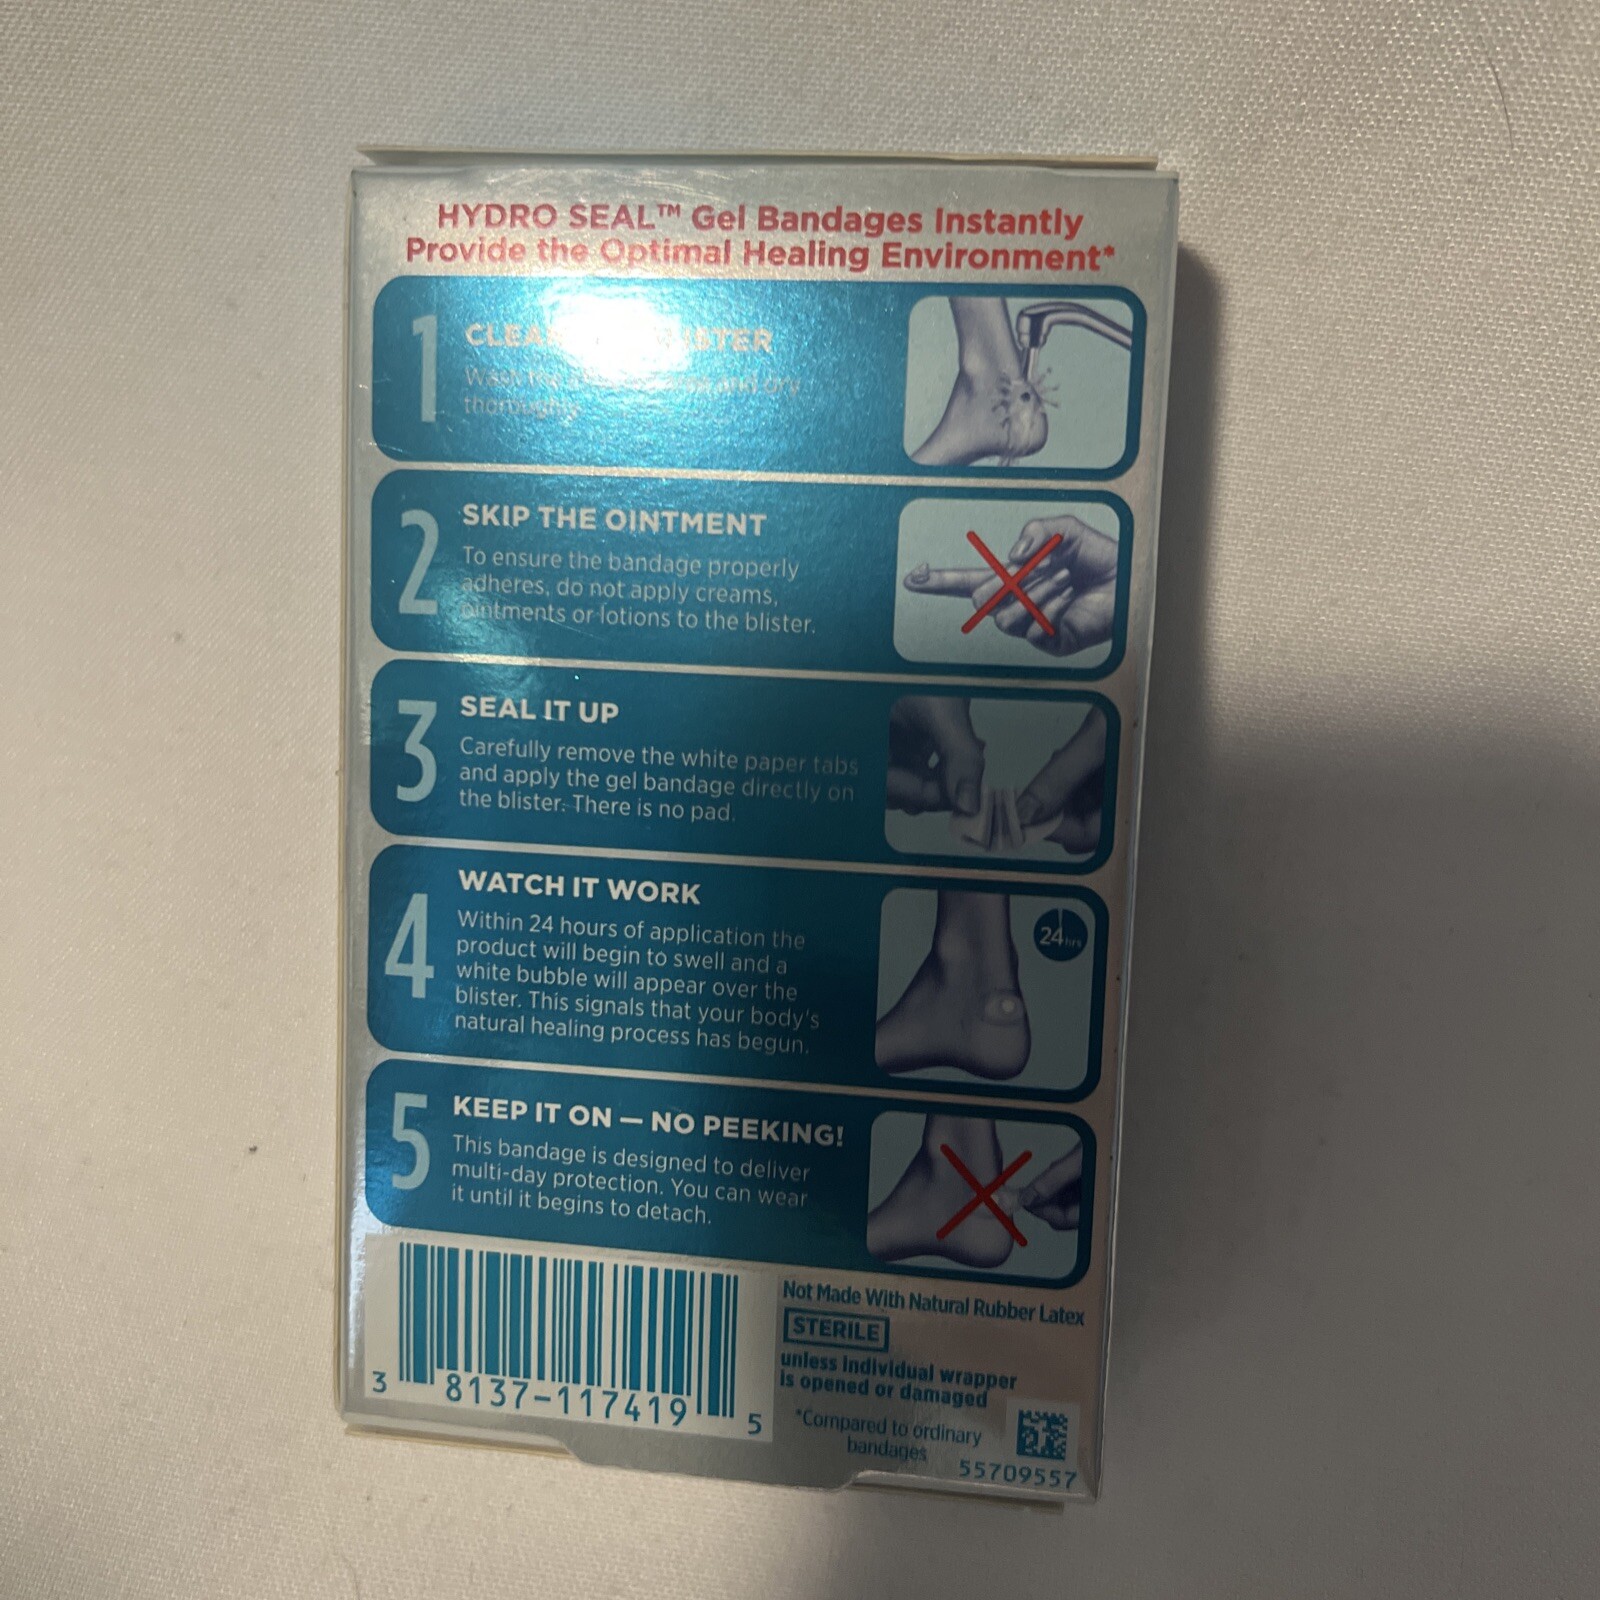 HYDRO SEAL™ Gel Bandages Instantly
Provide the Optimal Healing Environment*
1
2
SKIP THE OINTMENT
To ensure the bandage properly
adheres, do not apply creams,
ointments or lotions to the blister.
3
SEAL IT UP
Carefully remove the white paper tabs
and apply the gel bandage directly on
the blister. There is no pad.
4
WATCH IT WORK
Within 24 hours of application the
product will begin to swell and a
white bubble will appear over the
blister. This signals that your body's
natural healing process has begun.
24hrs
5
KEEP IT ON — NO PEEKING!
This bandage is designed to deliver
multi-day protection. You can wear
it until it begins to detach.
3 8137-117419 5
Not Made With Natural Rubber Latex
STERILE
unless individual wrapper
is opened or damaged
*Compared to ordinary
bandages
55709557